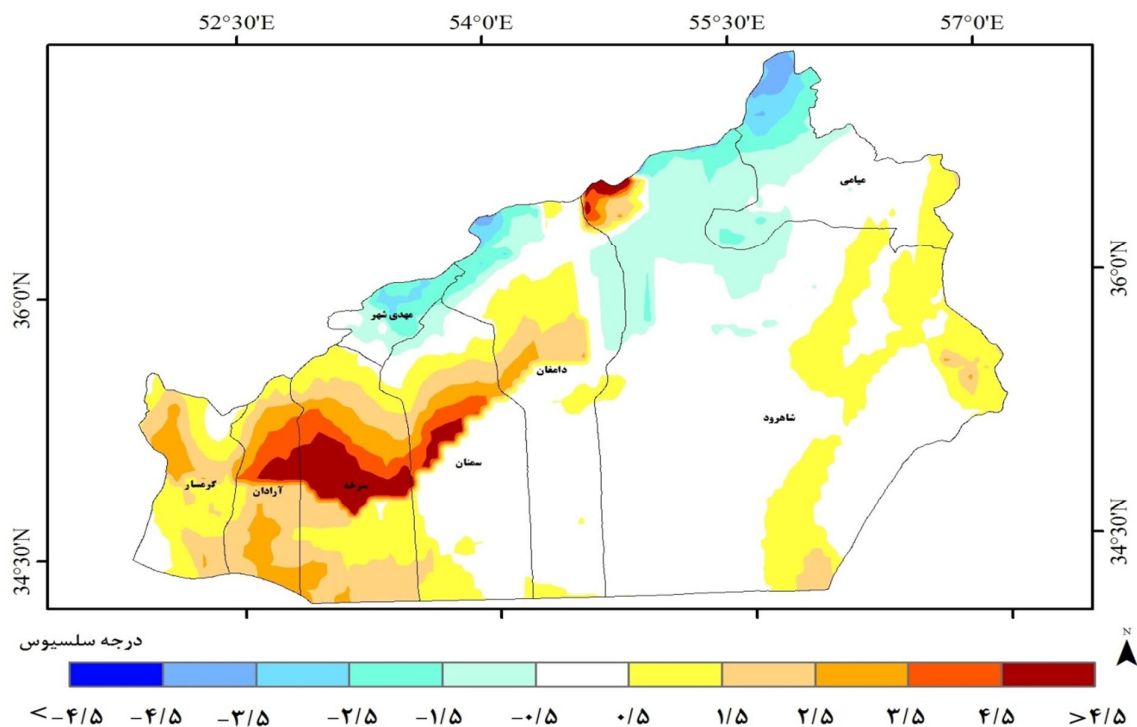 52°30'E 54°0'E 55°30'E 57°0'E
میامی
36°0'N
36°0'N
مهدی شهر
دامغان
شاهرود
سمنان
گرمسار
آرادان
سرخه
34°30'N
34°30'N
درجه سلسیوس
N
< -۴/۵ -۴/۵ -۳/۵ -۲/۵ -۱/۵ -۰/۵ ۰/۵ ۱/۵ ۲/۵ ۳/۵ ۴/۵ >۴/۵